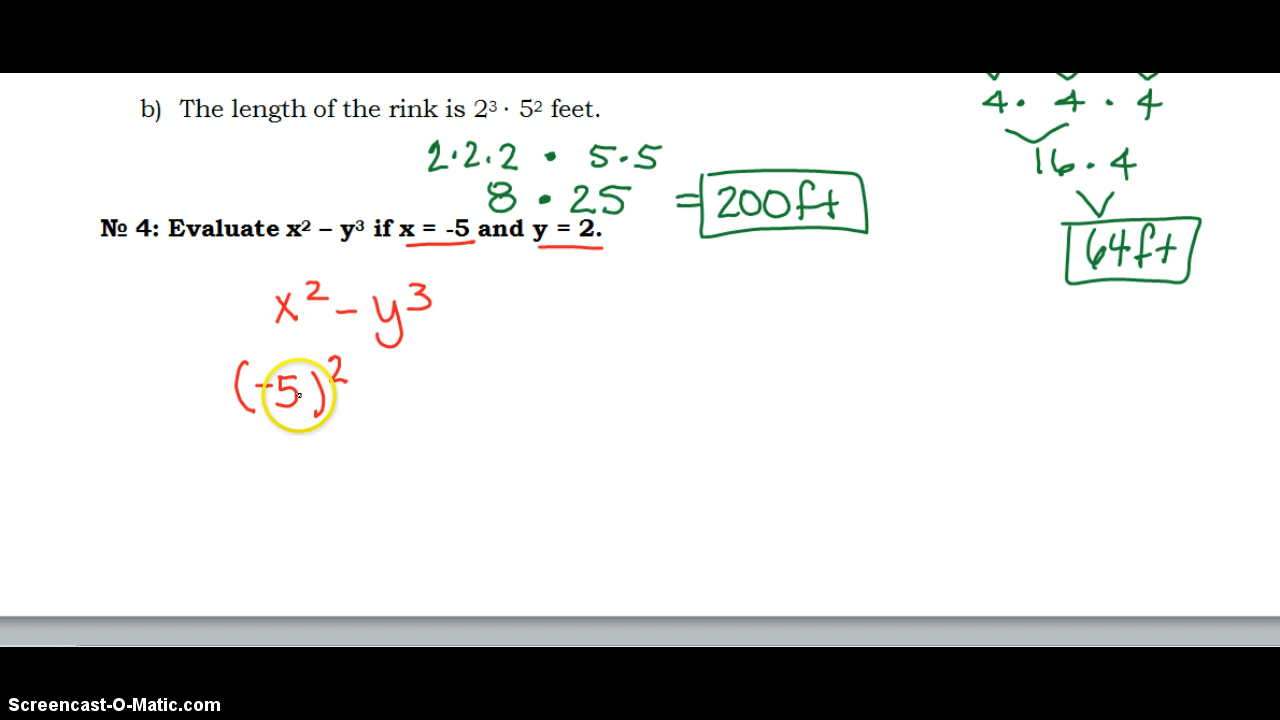 b) The length of the rink is 2³ · 5² feet.
4 · 4 · 4
2·2·2 · 5·5
16 · 4
8 · 25 = 200ft
№ 4: Evaluate x² – y³ if x = -5 and y = 2.
64ft
x² - y³
(-5)²
Screencast-O-Matic.com